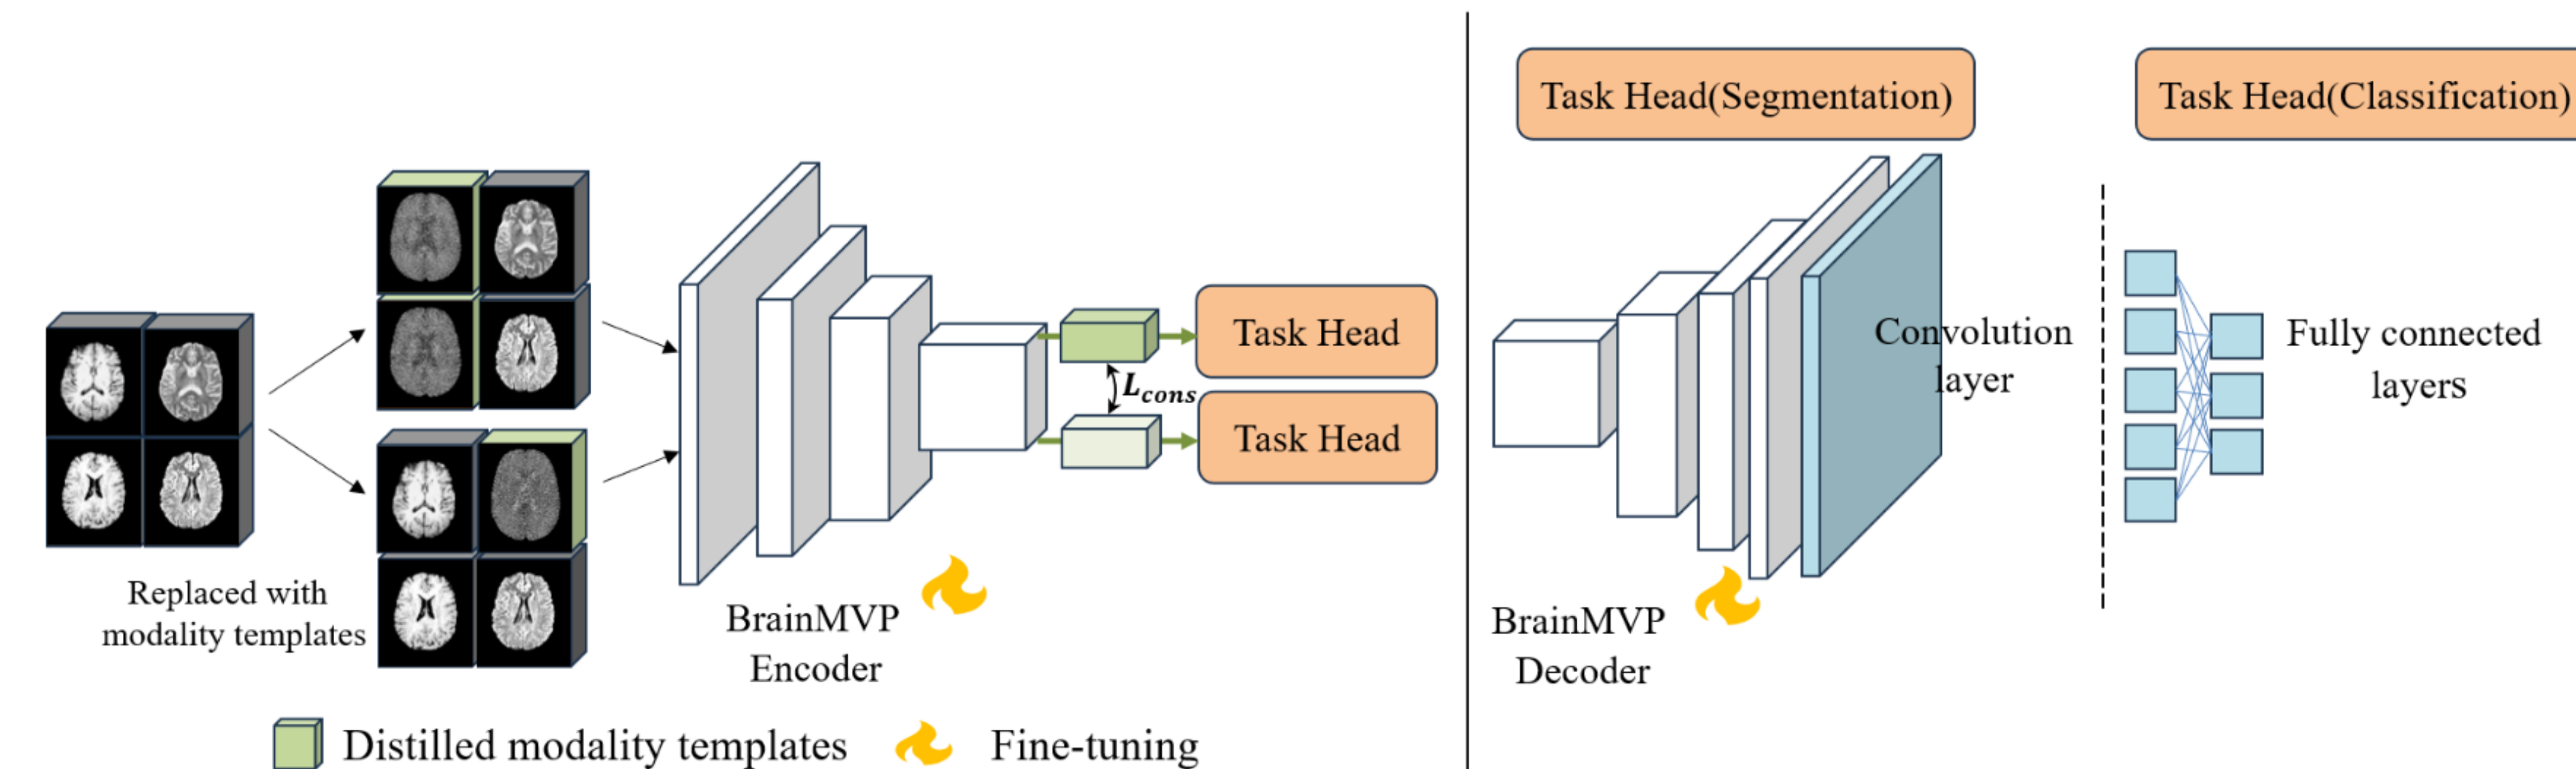 Replaced with
modality templates
BrainMVP
Encoder
L_cons
Task Head
Task Head
Distilled modality templates
Fine-tuning
Task Head(Segmentation)
Convolution
layer
BrainMVP
Decoder
Task Head(Classification)
Fully connected
layers